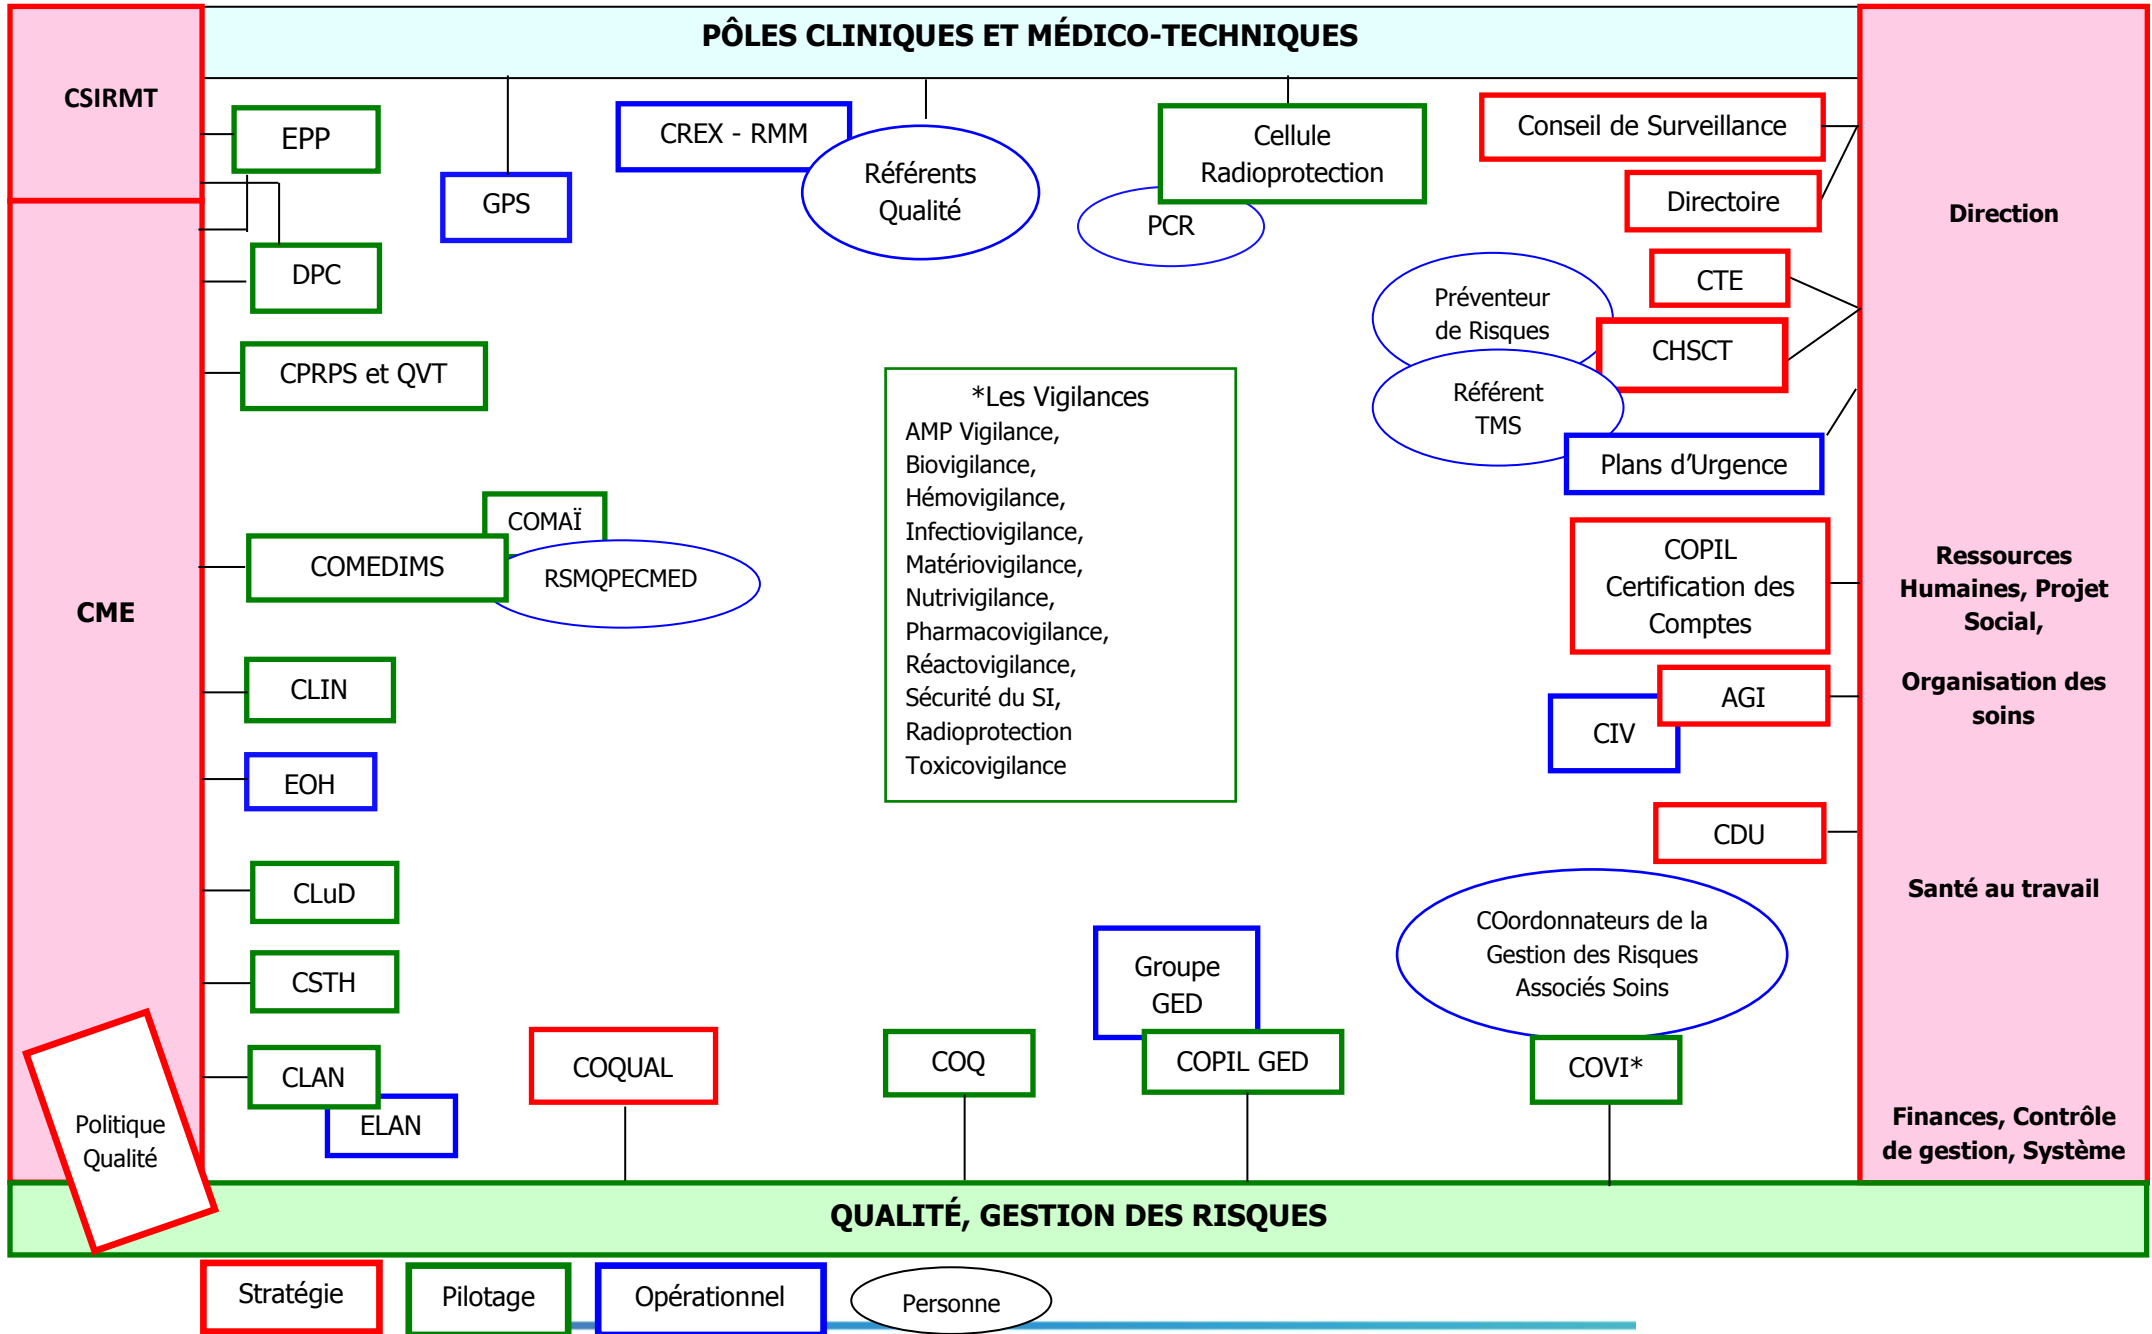 PÔLES CLINIQUES ET MÉDICO-TECHNIQUES
CSIRMT
EPP
GPS
CREX - RMM
Référents
Qualité
Cellule
Radioprotection
PCR
Conseil de Surveillance
Directoire
Direction
DPC
CTE
Préventeur
de Risques
CHSCT
CPRPS et QVT
Référent
TMS
Plans d'Urgence
*Les Vigilances
AMP Vigilance,
Biovigilance,
Hémovigilance,
Infectiovigilance,
Matériovigilance,
Nutrivigilance,
Pharmacovigilance,
Réactovigilance,
Sécurité du SI,
Radioprotection
Toxicovigilance
COMAÏ
COMEDIMS
RSMQPECMED
COPIL
Certification des
Comptes
Ressources
Humaines, Projet
Social,
CME
CLIN
AGI
CIV
Organisation des
soins
EOH
CDU
CLuD
Santé au travail
CSTH
Groupe
GED
COordonnateurs de la
Gestion des Risques
Associés Soins
CLAN
ELAN
COQUAL
COQ
COPIL GED
COVI*
Politique
Qualité
Finances, Contrôle
de gestion, Système
QUALITÉ, GESTION DES RISQUES
Stratégie
Pilotage
Opérationnel
Personne